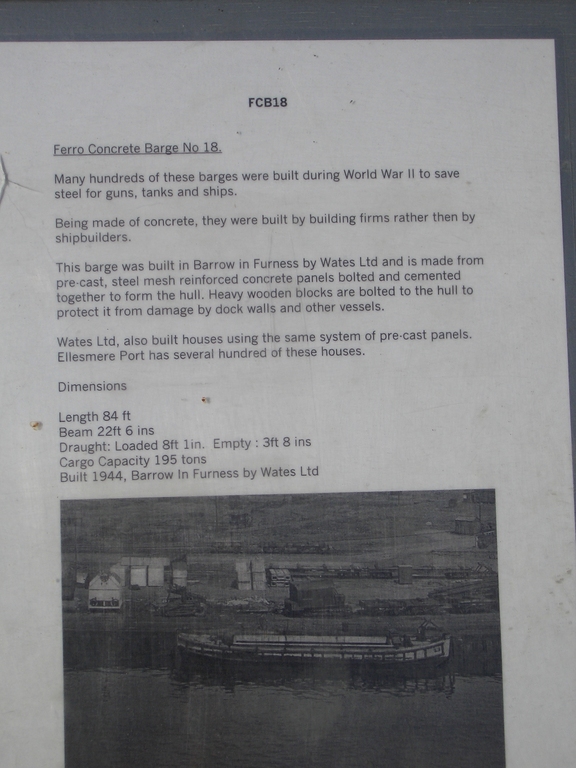 FCB18
Ferro Concrete Barge No 18.
Many hundreds of these barges were built during World War II to save
steel for guns, tanks and ships.
Being made of concrete, they were built by building firms rather then by
shipbuilders.
This barge was built in Barrow in Furness by Wates Ltd and is made from
pre-cast, steel mesh reinforced concrete panels bolted and cemented
together to form the hull. Heavy wooden blocks are bolted to the hull to
protect it from damage by dock walls and other vessels.
Wates Ltd, also built houses using the same system of pre-cast panels.
Ellesmere Port has several hundred of these houses.
Dimensions
Length 84 ft
Beam 22ft 6 ins
Draught: Loaded 8ft 1in. Empty : 3ft 8 ins
Cargo Capacity 195 tons
Built 1944, Barrow In Furness by Wates Ltd